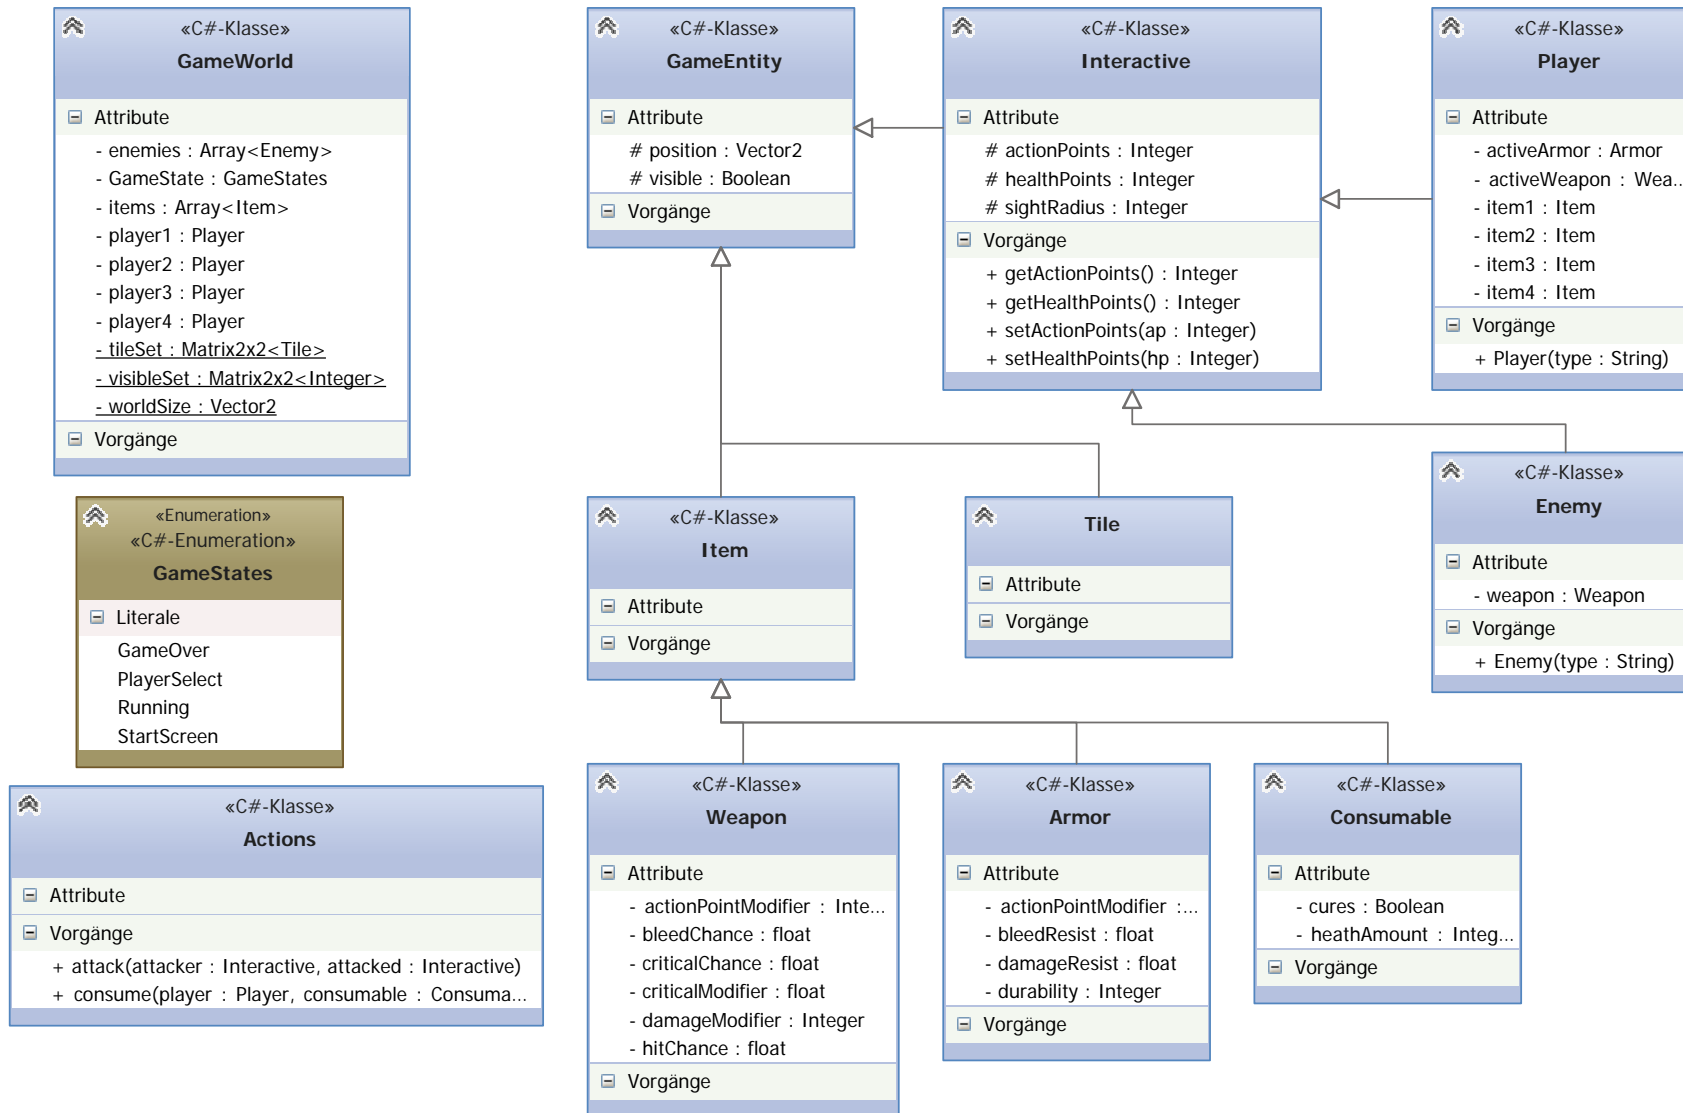 «C#-Klasse»
GameWorld
Attribute
- enemies : Array<Enemy>
- GameState : GameStates
- items : Array<Item>
- player1 : Player
- player2 : Player
- player3 : Player
- player4 : Player
- tileSet : Matrix2x2<Tile>
- visibleSet : Matrix2x2<Integer>
- worldSize : Vector2
Vorgänge
«C#-Klasse»
GameEntity
Attribute
# position : Vector2
# visible : Boolean
Vorgänge
«C#-Klasse»
Interactive
Attribute
# actionPoints : Integer
# healthPoints : Integer
# sightRadius : Integer
Vorgänge
+ getActionPoints() : Integer
+ getHealthPoints() : Integer
+ setActionPoints(ap : Integer)
+ setHealthPoints(hp : Integer)
«C#-Klasse»
Player
Attribute
- activeArmor : Armor
- activeWeapon : Wea...
- item1 : Item
- item2 : Item
- item3 : Item
- item4 : Item
Vorgänge
+ Player(type : String)
«Enumeration»
«C#-Enumeration»
GameStates
Literale
GameOver
PlayerSelect
Running
StartScreen
«C#-Klasse»
Item
Attribute
Vorgänge
Tile
Attribute
Vorgänge
«C#-Klasse»
Enemy
Attribute
- weapon : Weapon
Vorgänge
+ Enemy(type : String)
«C#-Klasse»
Actions
Attribute
Vorgänge
+ attack(attacker : Interactive, attacked : Interactive)
+ consume(player : Player, consumable : Consuma...
«C#-Klasse»
Weapon
Attribute
- actionPointModifier : Inte...
- bleedChance : float
- criticalChance : float
- criticalModifier : float
- damageModifier : Integer
- hitChance : float
Vorgänge
«C#-Klasse»
Armor
Attribute
- actionPointModifier :...
- bleedResist : float
- damageResist : float
- durability : Integer
Vorgänge
«C#-Klasse»
Consumable
Attribute
- cures : Boolean
- heathAmount : Integ...
Vorgänge